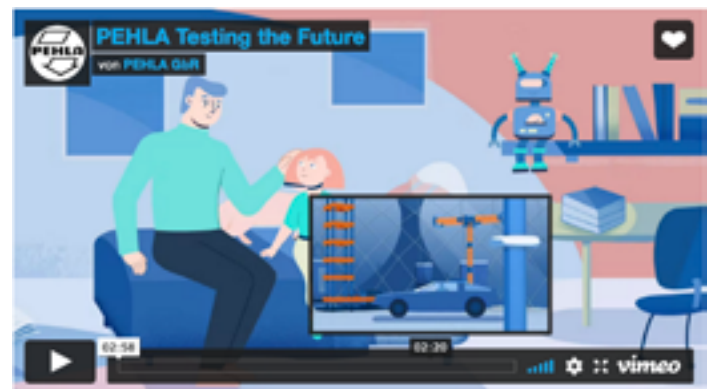 PEHLA Testing the Future
PEHLA
von PEHLA GbR
02:58
02:20
vimeo